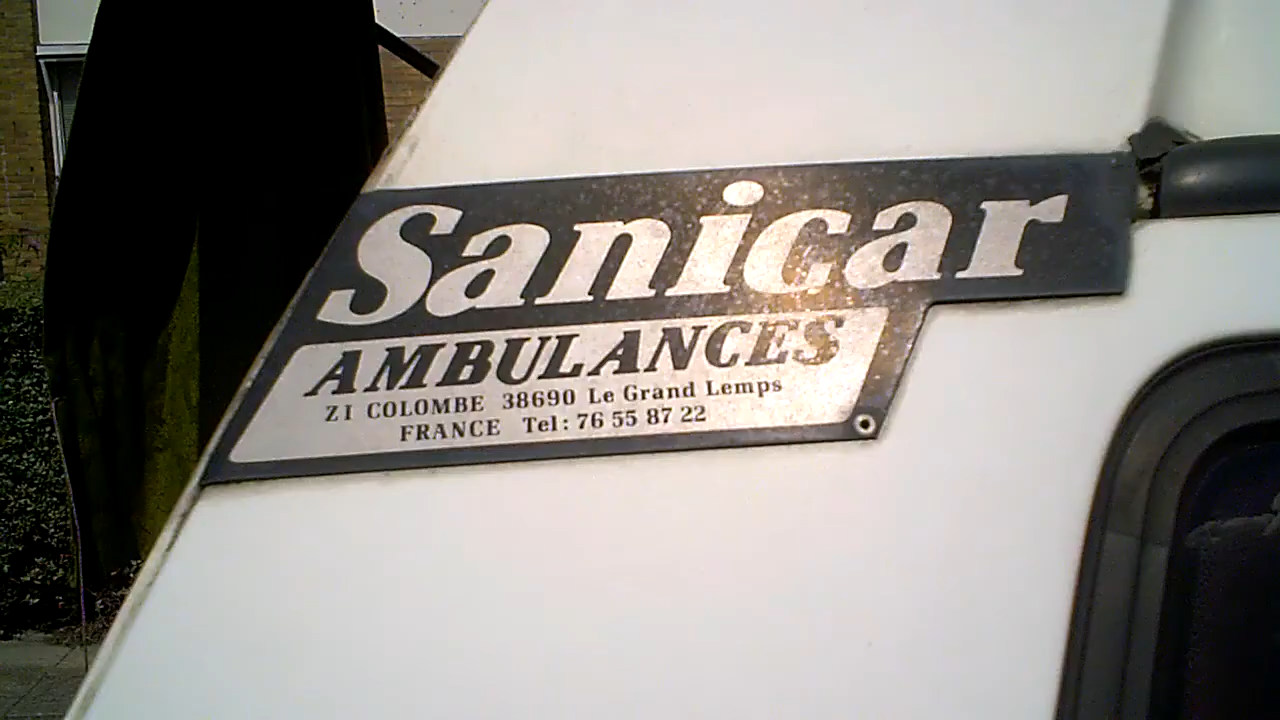 Sanicar
AMBULANCES
ZI COLOMBE 38690 Le Grand Lemps
FRANCE Tel: 76 55 87 22